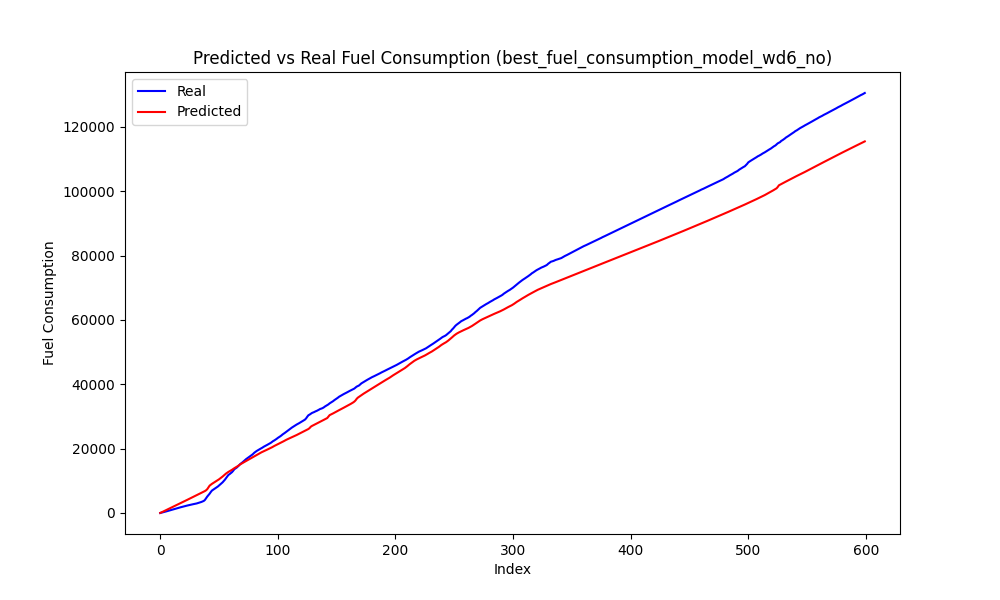 Predicted vs Real Fuel Consumption (best_fuel_consumption_model_wd6_no)
Real
Predicted
120000
100000
80000
60000
40000
20000
0
Fuel Consumption
0 100 200 300 400 500 600
Index